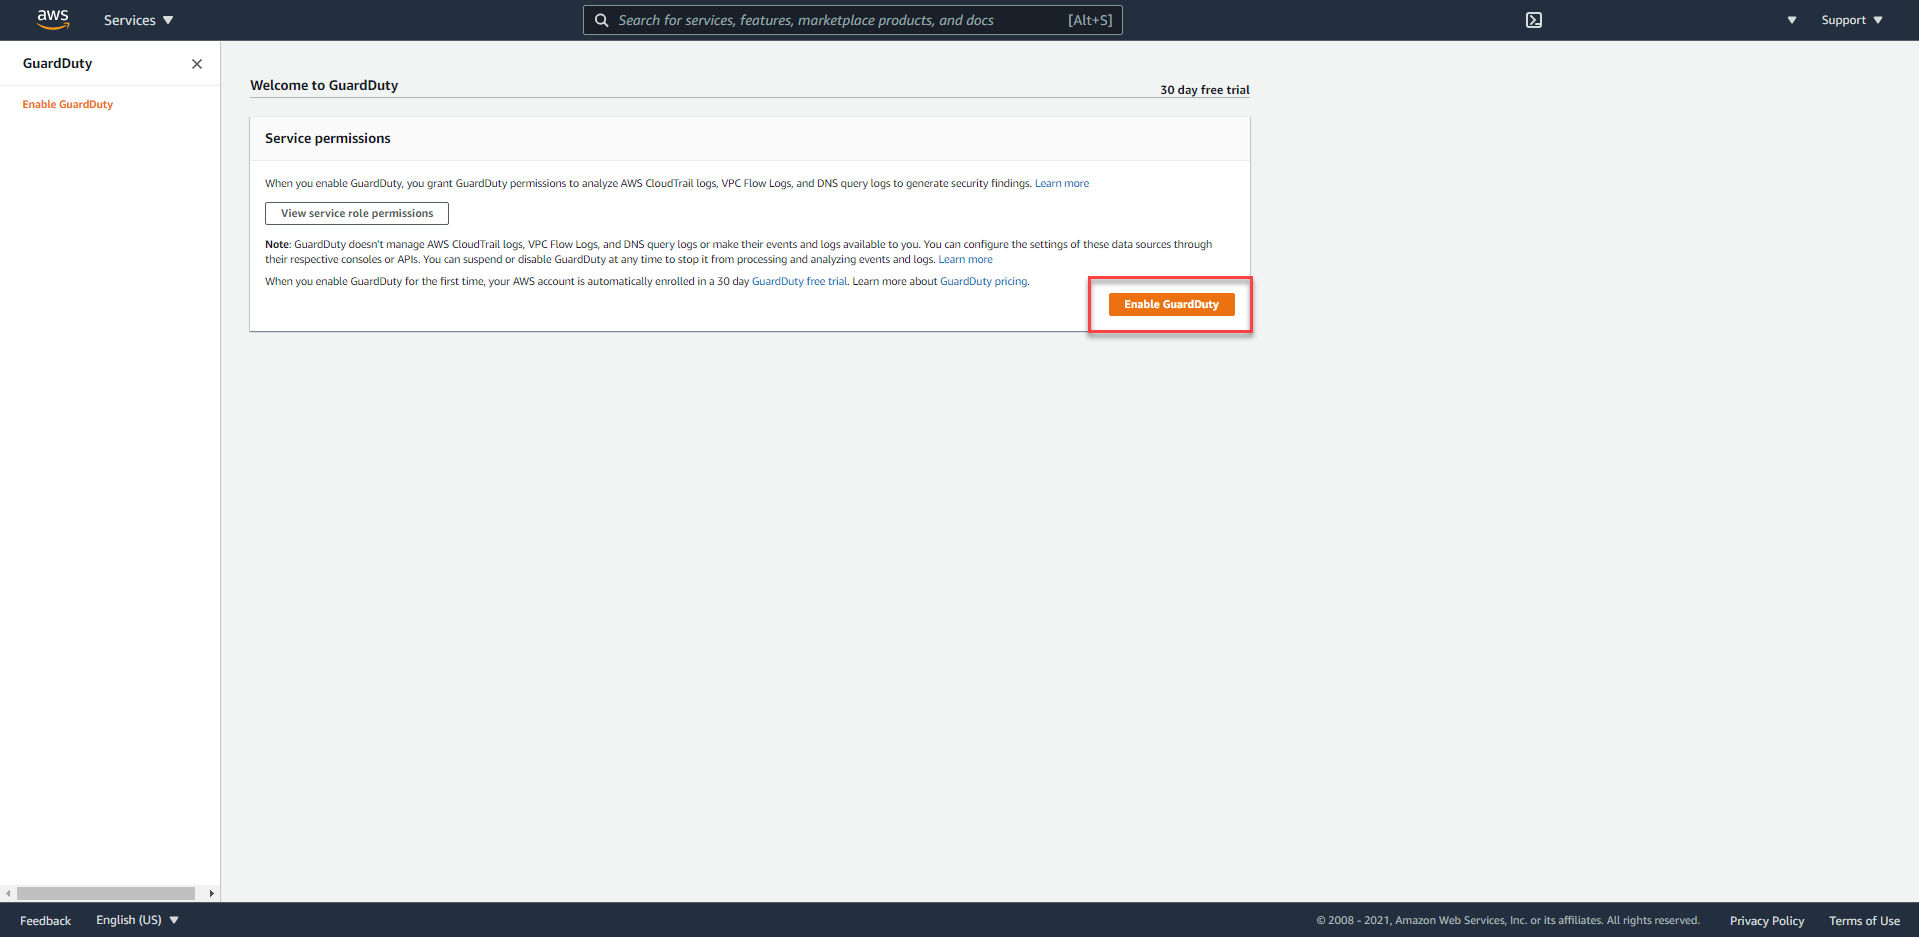 aws
Services
Search for services, features, marketplace products, and docs
[Alt+S]
Support
GuardDuty
Enable GuardDuty
Welcome to GuardDuty
30 day free trial
Service permissions
When you enable GuardDuty, you grant GuardDuty permissions to analyze AWS CloudTrail logs, VPC Flow Logs, and DNS query logs to generate security findings. Learn more
View service role permissions
Note: GuardDuty doesn't manage AWS CloudTrail logs, VPC Flow Logs, and DNS query logs or make their events and logs available to you. You can configure the settings of these data sources through
their respective consoles or APIs. You can suspend or disable GuardDuty at any time to stop it from processing and analyzing events and logs. Learn more
When you enable GuardDuty for the first time, your AWS account is automatically enrolled in a 30 day GuardDuty free trial. Learn more about GuardDuty pricing.
Enable GuardDuty
Feedback
English (US)
© 2008 - 2021, Amazon Web Services, Inc. or its affiliates. All rights reserved.
Privacy Policy
Terms of Use